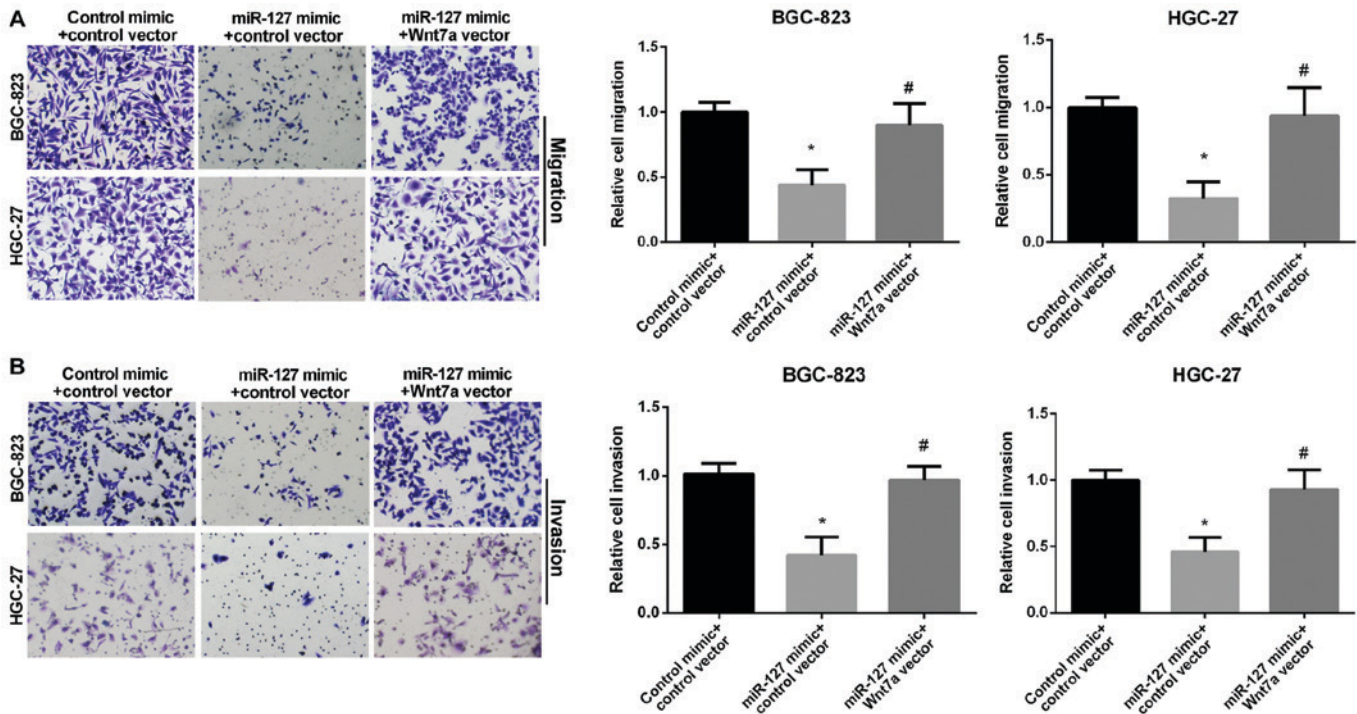 A
Control mimic
+control vector
miR-127 mimic
+control vector
miR-127 mimic
+Wnt7a vector
BGC-823
HGC-27
Migration
BGC-823
Relative cell migration
1.5
1.0
0.5
0.0
*
#
Control mimic+
control vector
miR-127 mimic+
control vector
miR-127 mimic+
Wnt7a vector
HGC-27
Relative cell migration
1.5
1.0
0.5
0.0
*
#
Control mimic+
control vector
miR-127 mimic+
control vector
miR-127 mimic+
Wnt7a vector
B
Control mimic
+control vector
miR-127 mimic
+control vector
miR-127 mimic
+Wnt7a vector
BGC-823
HGC-27
Invasion
BGC-823
Relative cell invasion
1.5
1.0
0.5
0.0
*
#
Control mimic+
control vector
miR-127 mimic+
control vector
miR-127 mimic+
Wnt7a vector
HGC-27
Relative cell invasion
1.5
1.0
0.5
0.0
*
#
Control mimic+
control vector
miR-127 mimic+
control vector
miR-127 mimic+
Wnt7a vector